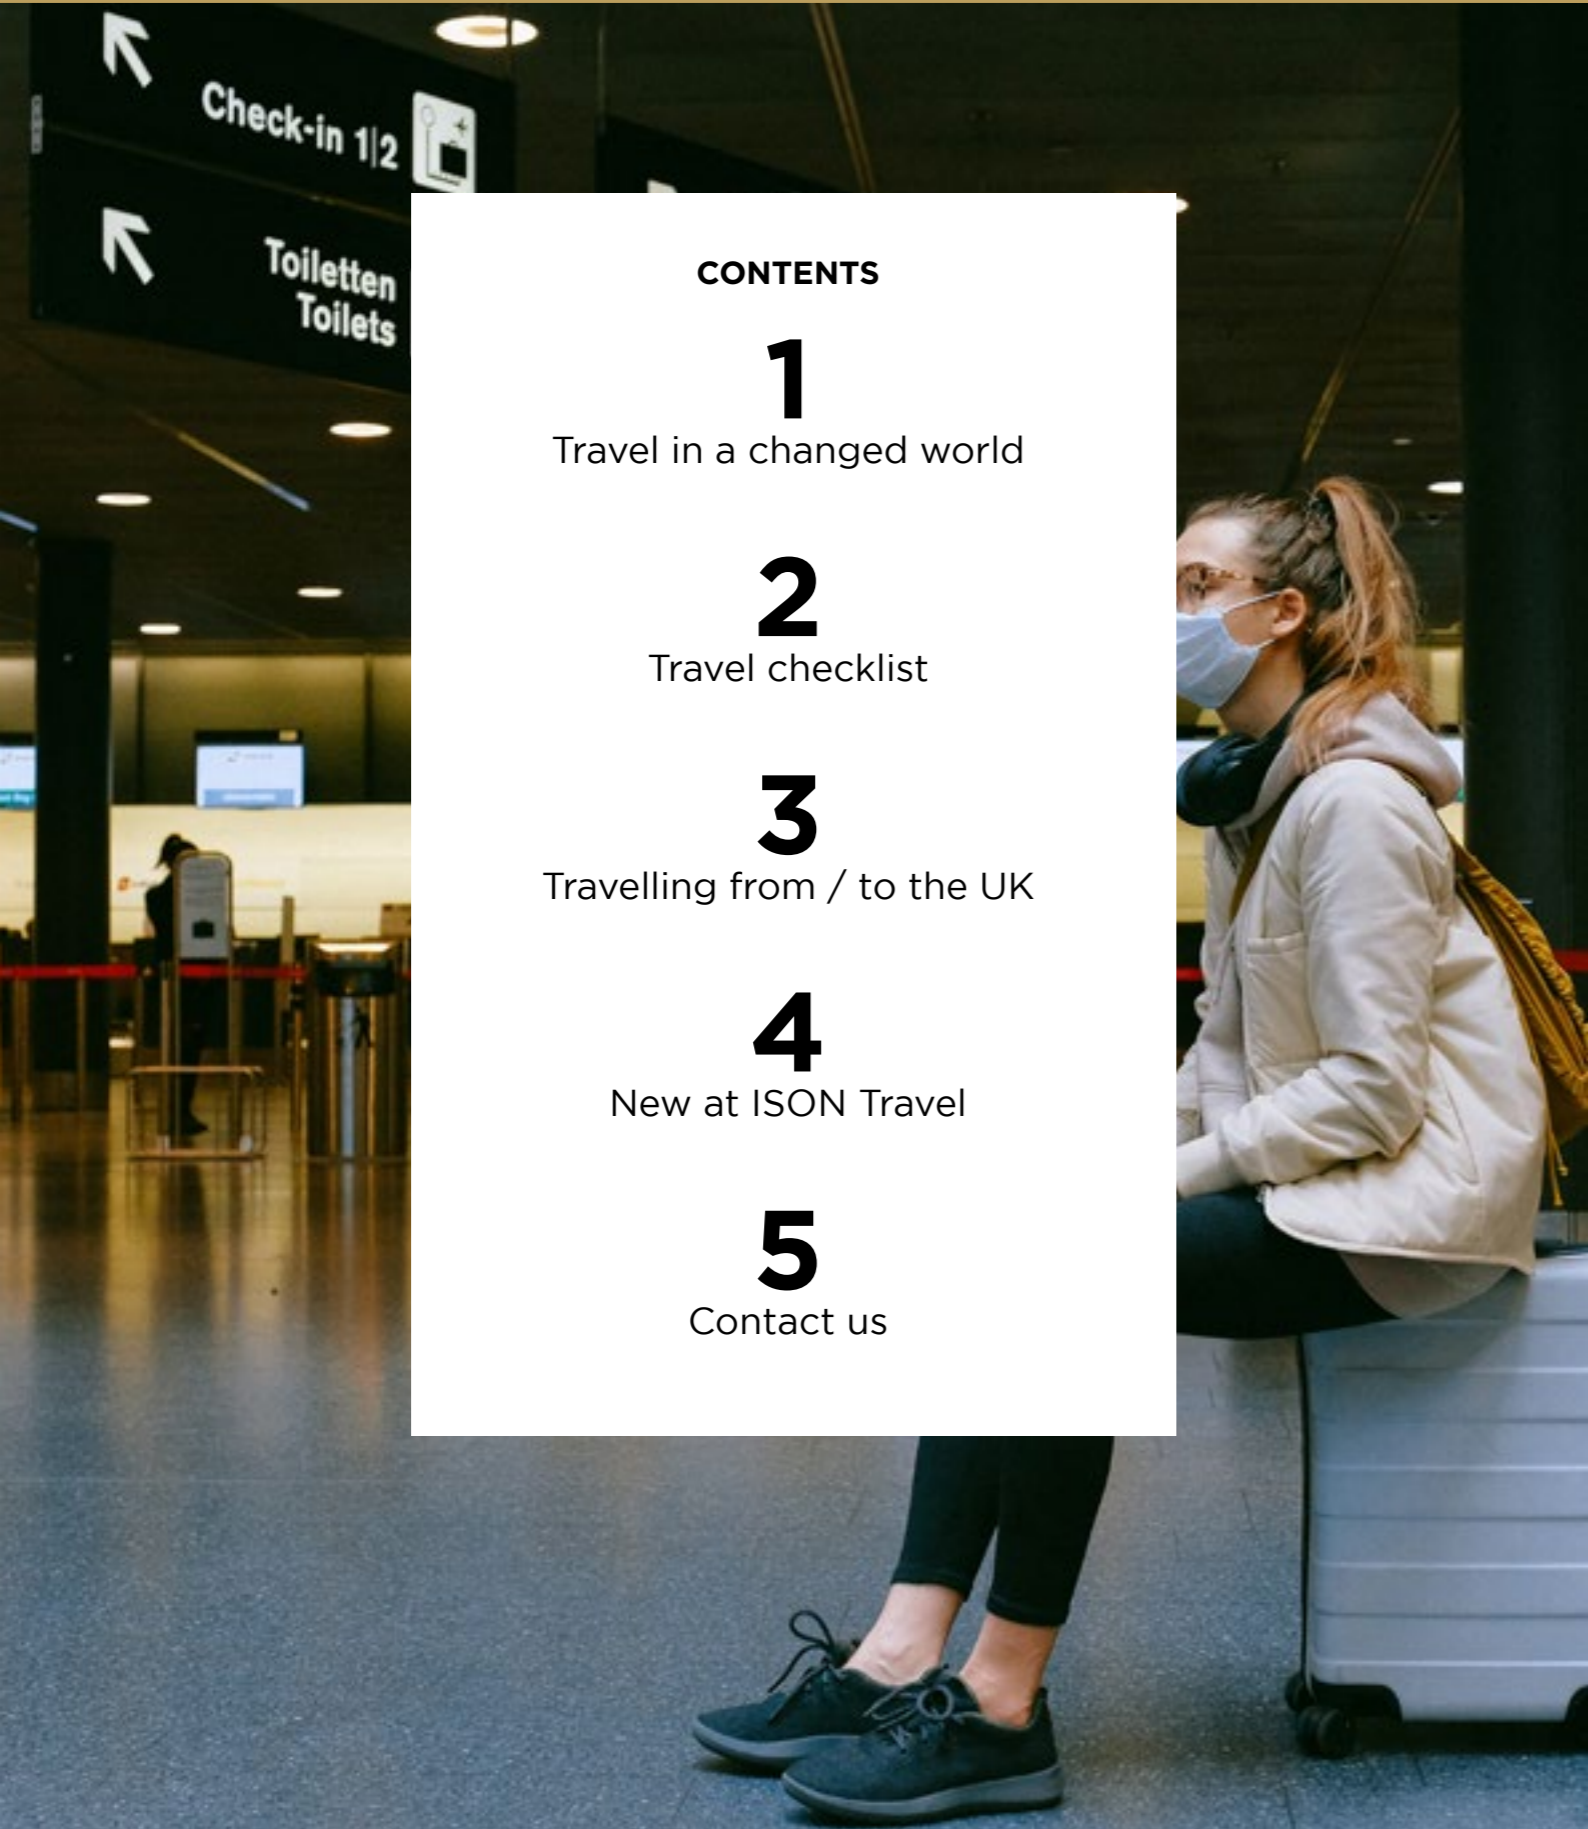 Check-in 1|2
Toiletten
Toilets
CONTENTS
1
Travel in a changed world
2
Travel checklist
3
Travelling from / to the UK
4
New at ISON Travel
5
Contact us